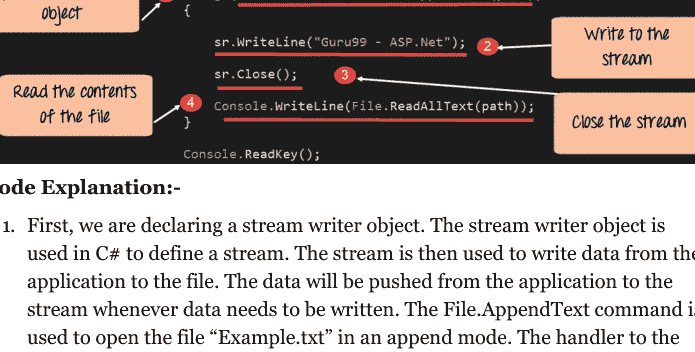 object
{
sr.WriteLine("Guru99 - ASP.Net");
2
Write to the
stream
sr.Close();
3
Read the contents
of the file
4
Console.WriteLine(File.ReadAllText(path));
}
Close the stream
Console.ReadKey();
ode Explanation:-
1. First, we are declaring a stream writer object. The stream writer object is
used in C# to define a stream. The stream is then used to write data from the
application to the file. The data will be pushed from the application to the
stream whenever data needs to be written. The File.AppendText command i
used to open the file “Example.txt” in an append mode. The handler to the